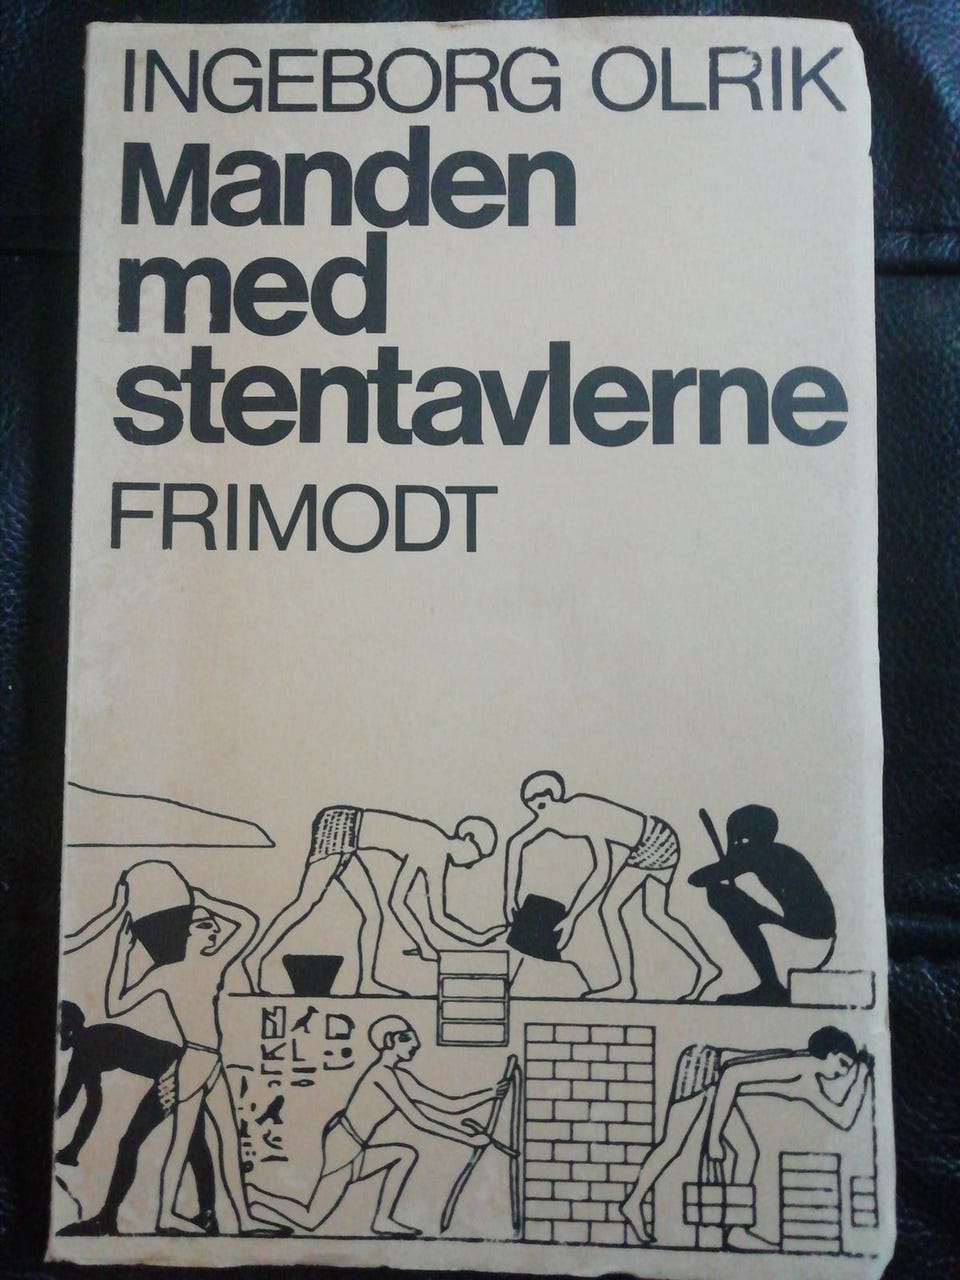 INGEBORG OLRIK
Manden
med
stentavlerne
FRIMODT